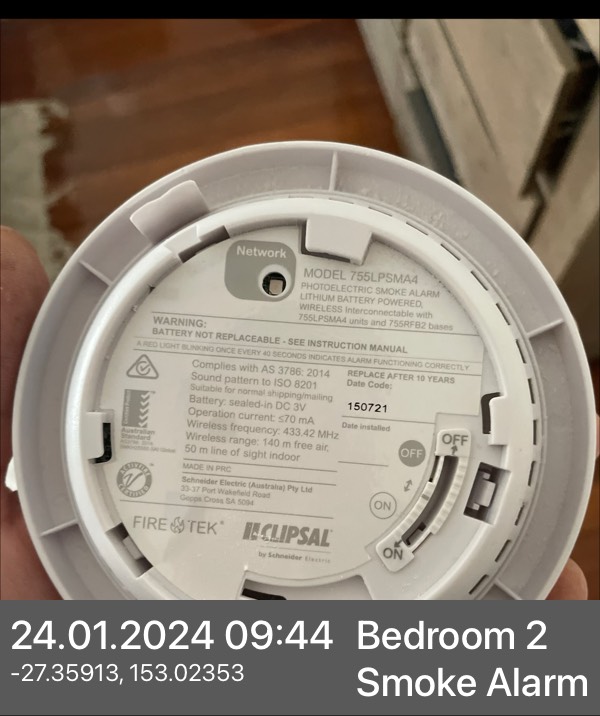 Network
MODEL 755LPSMA4
PHOTOELECTRIC SMOKE ALARM
LITHIUM BATTERY POWERED,
WIRELESS Interconnectable with
755LPSMA4 units and 755RFB2 bases
WARNING:
BATTERY NOT REPLACEABLE - SEE INSTRUCTION MANUAL
A RED LIGHT BLINKING ONCE EVERY 40 SECONDS INDICATES ALARM FUNCTIONING CORRECTLY
Complies with AS 3786: 2014
Sound pattern to ISO 8201
Suitable for normal shipping/mailing
Battery: sealed-in DC 3V
Operation current: ≤70 mA
Wireless frequency: 433.42 MHz
Wireless range: 140 m free air,
50 m line of sight indoor
REPLACE AFTER 10 YEARS
Date Code:
150721
Date installed
OFF
ON
OFF
ON
Australian
Standard
MADE IN PRC
Schneider Electric (Australia) Pty Ltd
33-37 Port Wakefield Road
Gepps Cross SA 5094
FIRE TEK
CLIPSAL
by Schneider Electric
24.01.2024 09:44
-27.35913, 153.02353
Bedroom 2
Smoke Alarm